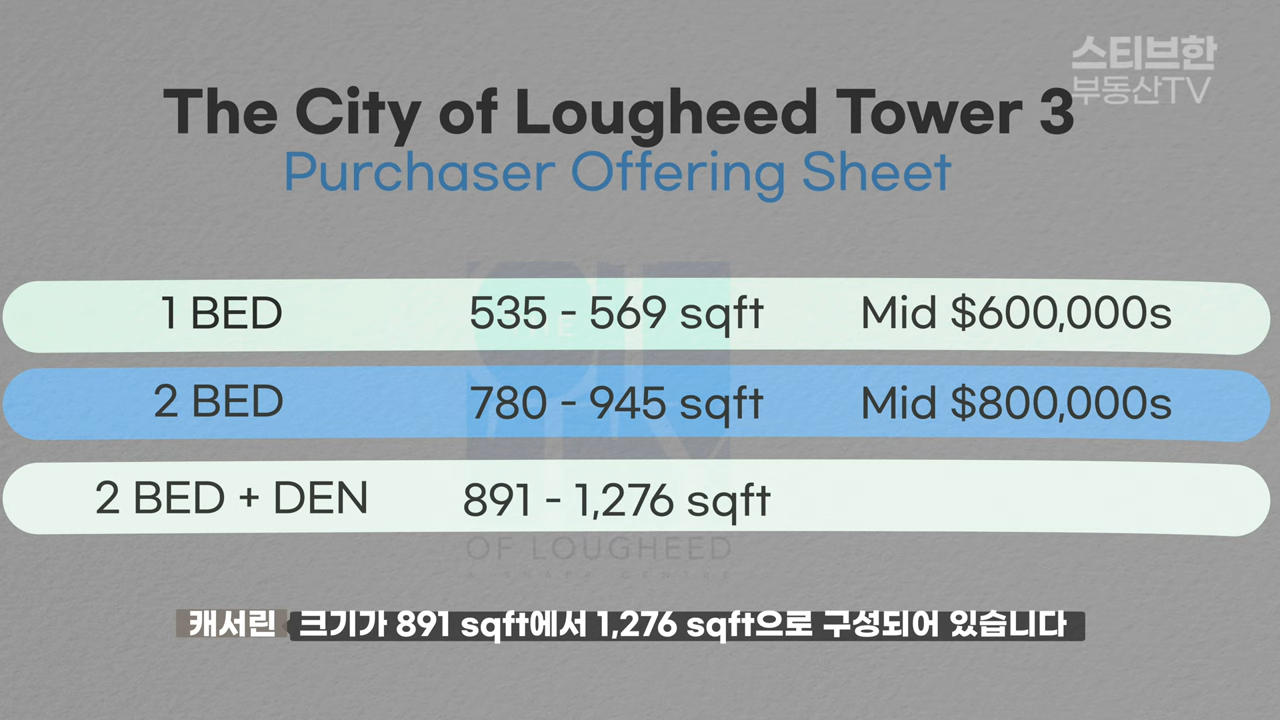 스티브한
부동산TV
The City of Lougheed Tower 3
Purchaser Offering Sheet
1 BED 535 - 569 sqft Mid $600,000s
2 BED 780 - 945 sqft Mid $800,000s
2 BED + DEN 891 - 1,276 sqft
OF LOUGHEED
캐서린 크기가 891 sqft에서 1,276 sqft으로 구성되어 있습니다